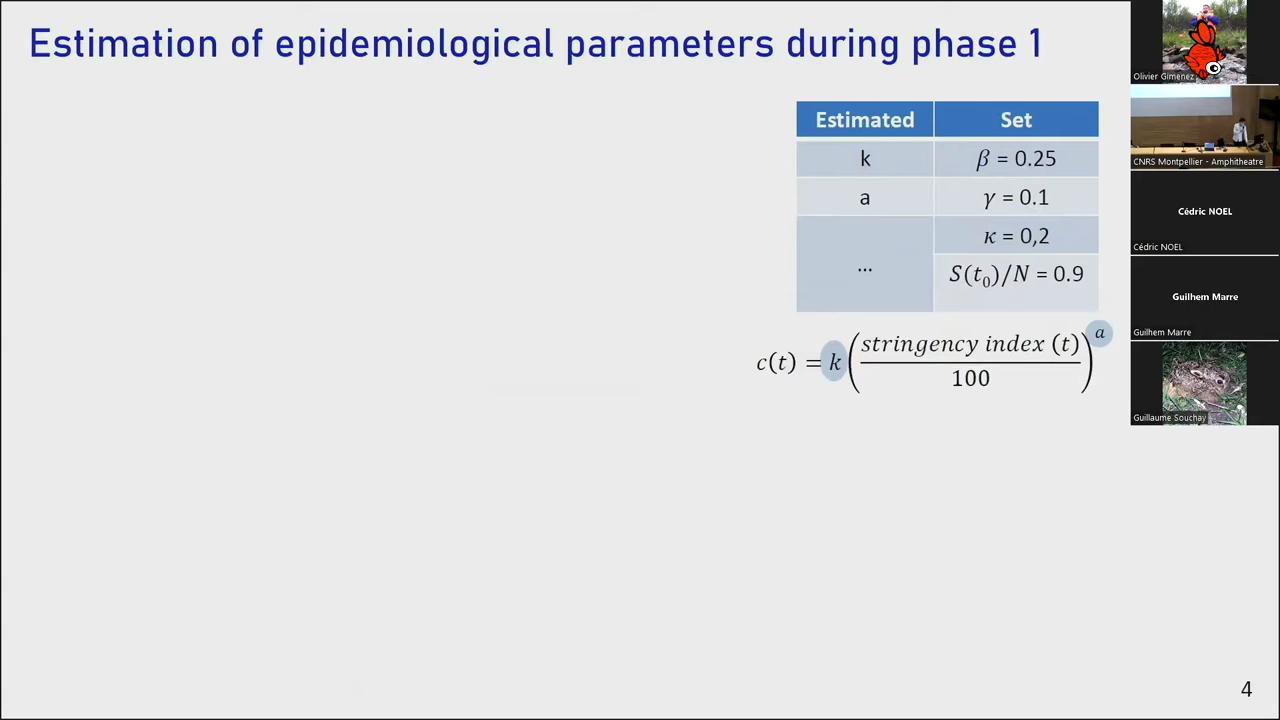 Estimation of epidemiological parameters during phase 1
Estimated Set
k β = 0.25
a γ = 0.1
... κ = 0,2
S(t₀)/N = 0.9
c(t) = k (stringency index (t) / 100)^a
4
Olivier Gimenez
CNRS Montpellier - Amphitheatre
Cédric NOEL
Cédric NOEL
Guilhem Marre
Guilhem Marre
Guillaume Souchay